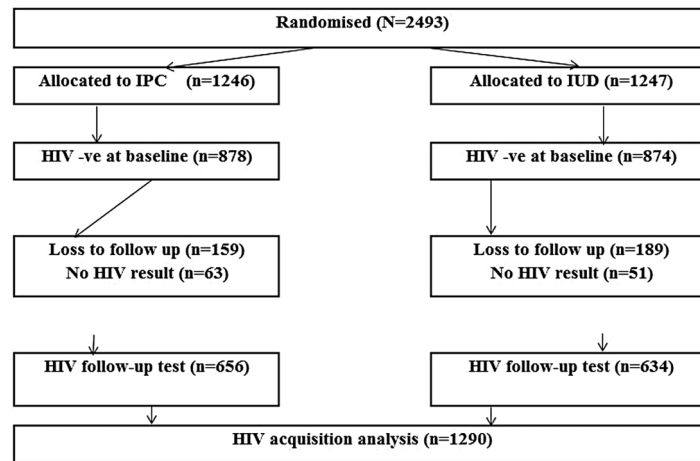 Randomised (N=2493)
Allocated to IPC (n=1246)
Allocated to IUD (n=1247)
HIV -ve at baseline (n=878)
HIV -ve at baseline (n=874)
Loss to follow up (n=159)
No HIV result (n=63)
Loss to follow up (n=189)
No HIV result (n=51)
HIV follow-up test (n=656)
HIV follow-up test (n=634)
HIV acquisition analysis (n=1290)